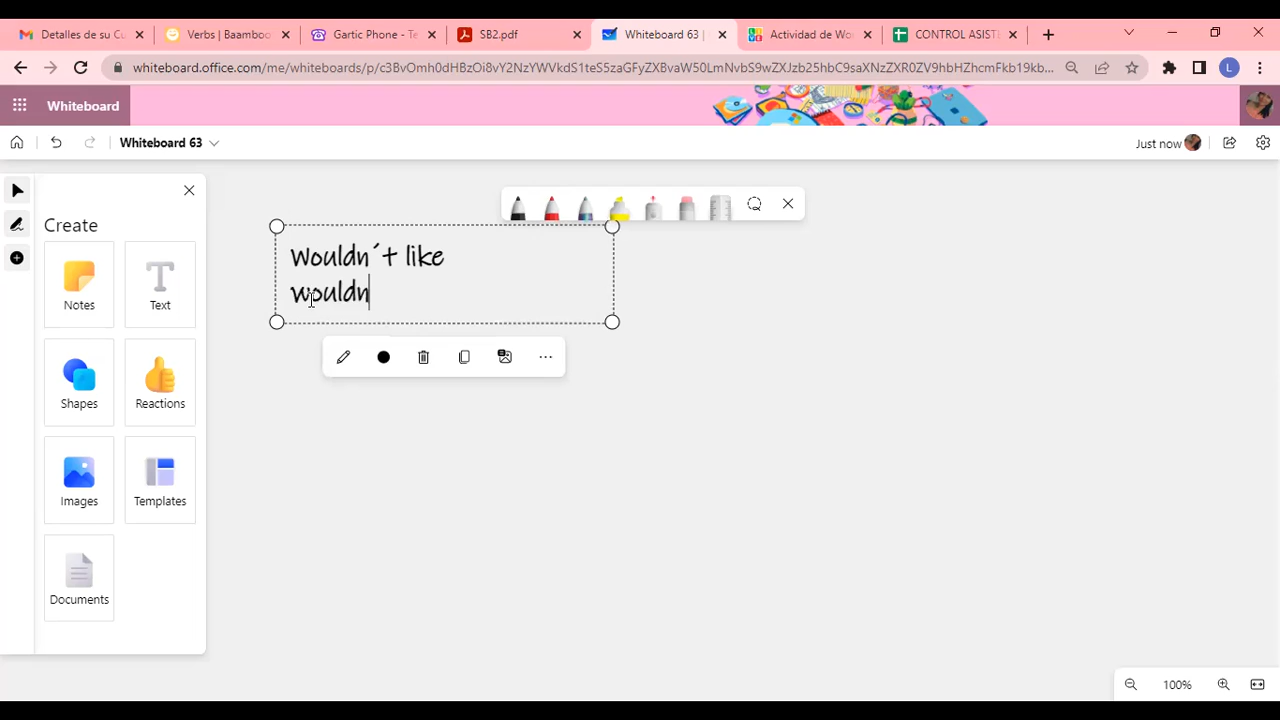 Detalles de su Cu
Verbs | Baambo
Gartic Phone - Te
SB2.pdf
Whiteboard 63 |
Actividad de Wo
CONTROL ASIST
whiteboard.office.com/me/whiteboards/p/c3BvOmh0dHBzOi8vY2NzYWVkdS1teS5zaGFyZXBvaW50LmNvbS9wZXJzb25hbC9saXNzZXR0ZV9hbHZhcmFkb19kb...
L
Whiteboard
Whiteboard 63
Just now
Create
Notes
Text
Shapes
Reactions
Images
Templates
Documents
Wouldn´t like
wouldn
100%